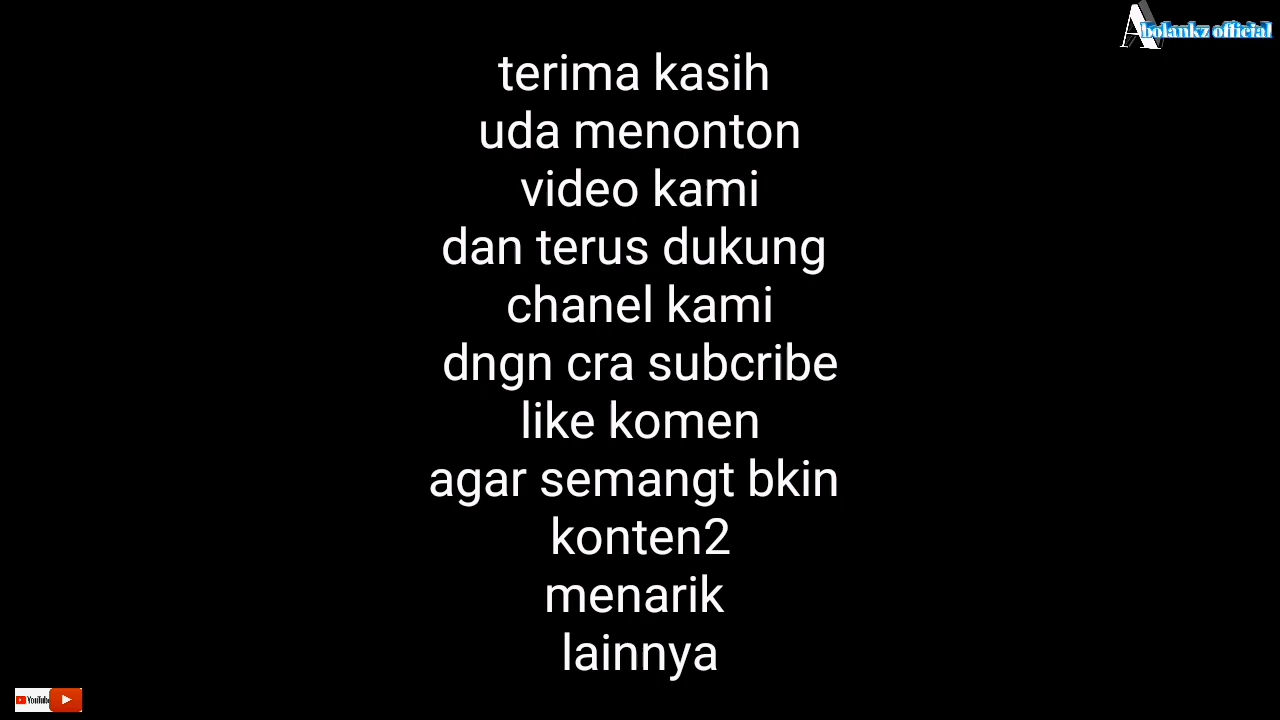 Abolankz official
terima kasih
uda menonton
video kami
dan terus dukung
chanel kami
dngn cra subcribe
like komen
agar semangt bkin
konten2
menarik
lainnya
YouTube